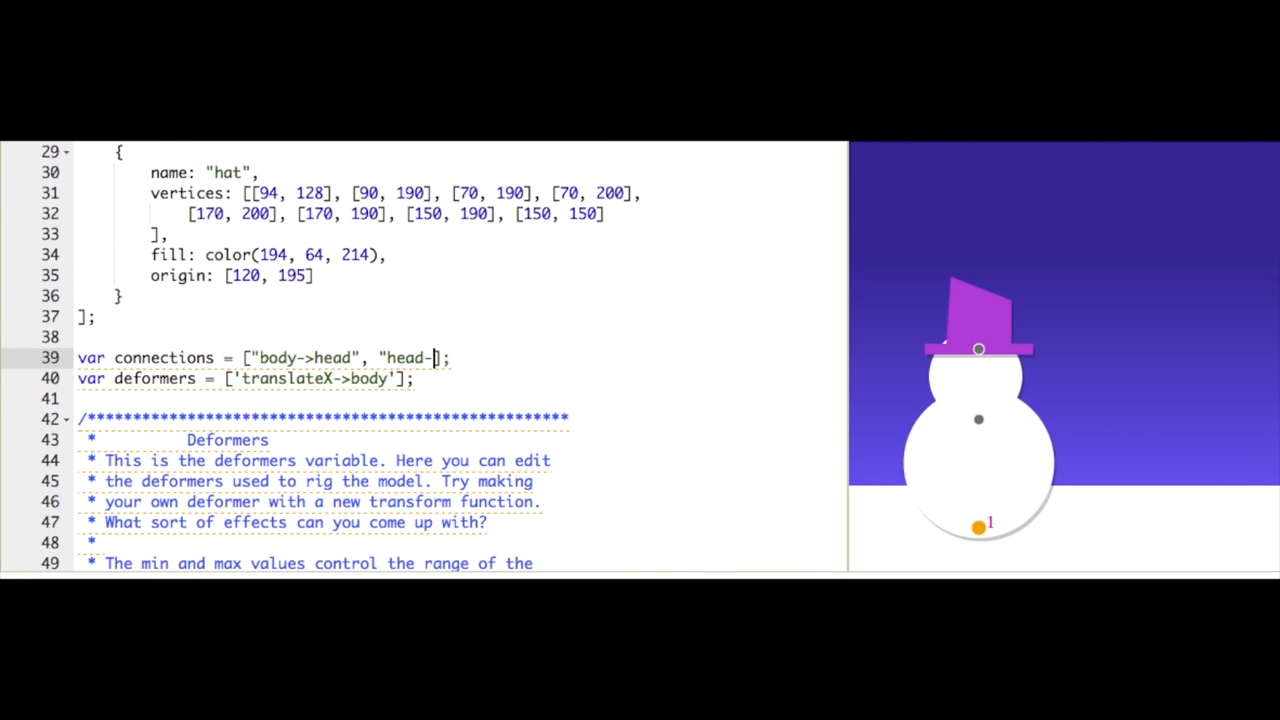 29 {
30 name: "hat",
31 vertices: [[94, 128], [90, 190], [70, 190], [70, 200],
32 [170, 200], [170, 190], [150, 190], [150, 150]
33 ],
34 fill: color(194, 64, 214),
35 origin: [120, 195]
36 }
37 ];
38
39 var connections = ["body->head", "head-];
40 var deformers = ['translateX->body'];
41
42 /*****************************************************
43 * Deformers
44 * This is the deformers variable. Here you can edit
45 * the deformers used to rig the model. Try making
46 * your own deformer with a new transform function.
47 * What sort of effects can you come up with?
48 *
49 * The min and max values control the range of the
1